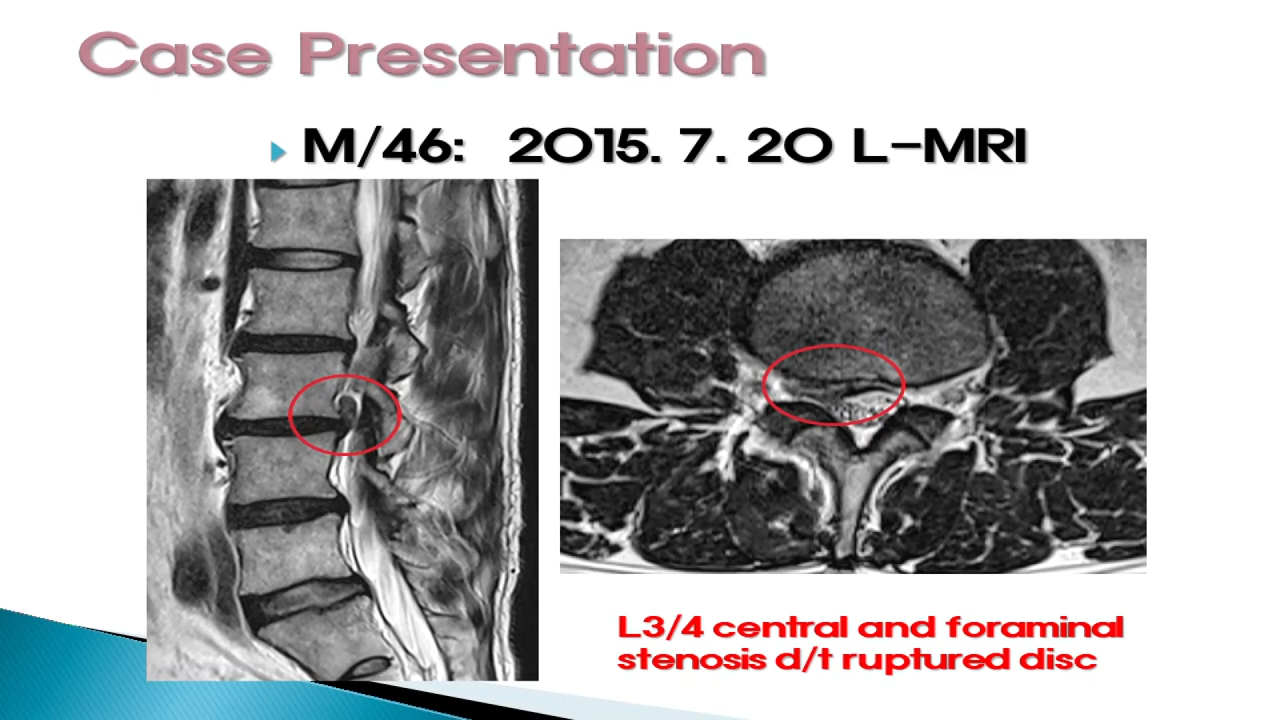 Case Presentation
M/46: 2015. 7. 20 L-MRI
L3/4 central and foraminal
stenosis d/t ruptured disc